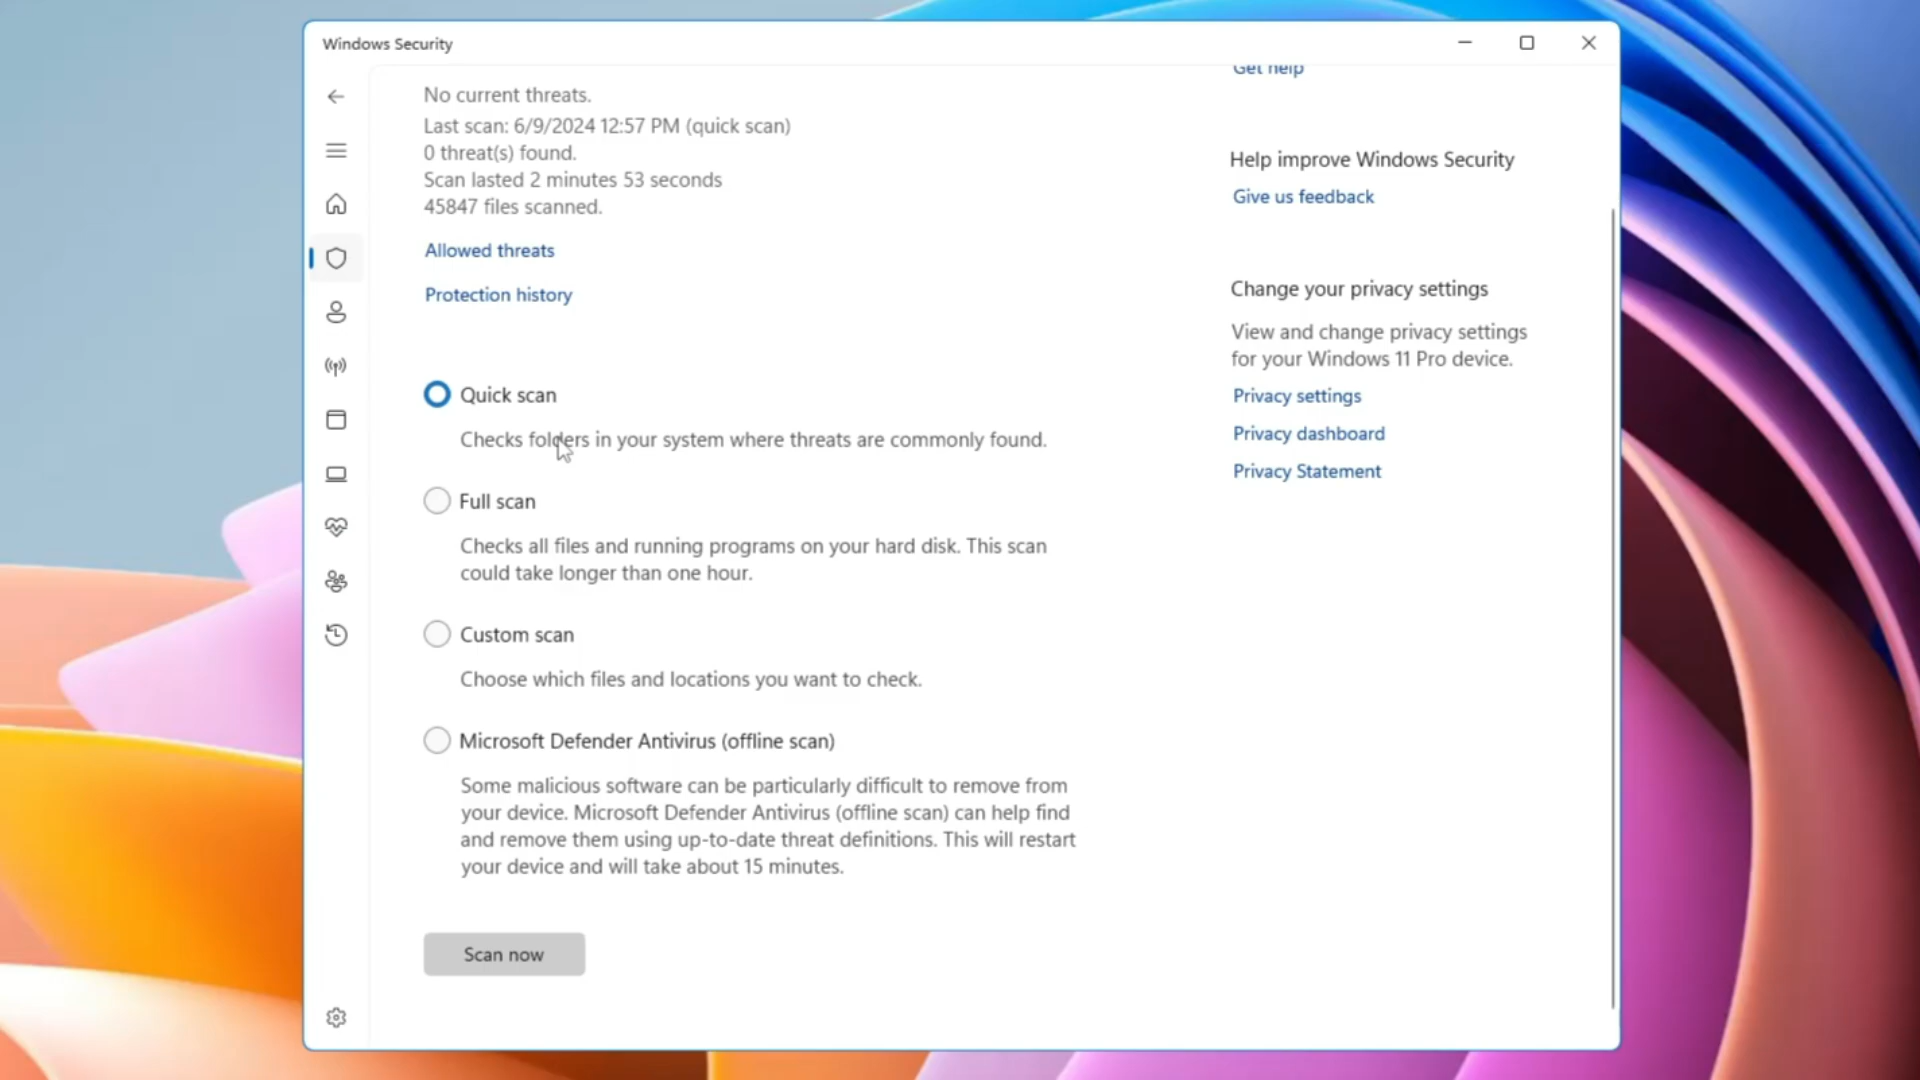 Windows Security
Get help
No current threats.
Last scan: 6/9/2024 12:57 PM (quick scan)
0 threat(s) found.
Scan lasted 2 minutes 53 seconds
45847 files scanned.
Allowed threats
Protection history
Quick scan
Checks folders in your system where threats are commonly found.
Full scan
Checks all files and running programs on your hard disk. This scan
could take longer than one hour.
Custom scan
Choose which files and locations you want to check.
Microsoft Defender Antivirus (offline scan)
Some malicious software can be particularly difficult to remove from
your device. Microsoft Defender Antivirus (offline scan) can help find
and remove them using up-to-date threat definitions. This will restart
your device and will take about 15 minutes.
Scan now
Help improve Windows Security
Give us feedback
Change your privacy settings
View and change privacy settings
for your Windows 11 Pro device.
Privacy settings
Privacy dashboard
Privacy Statement